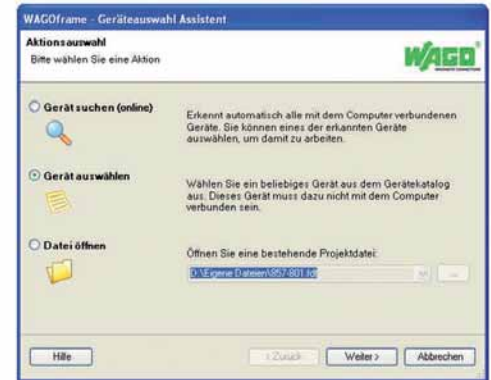 WAGOframe - Geräteauswahl Assistent
Aktionsauswahl
Bitte wählen Sie eine Aktion
WAGO
Gerät suchen (online)
Erkennt automatisch alle mit dem Computer verbundenen
Geräte. Sie können eines der erkannten Geräte
auswählen, um damit zu arbeiten.
Gerät auswählen
Wählen Sie ein beliebiges Gerät aus dem Gerätekatalog
aus. Dieses Gerät muss dazu nicht mit dem Computer
verbunden sein.
Datei öffnen
Öffnen Sie eine bestehende Projektdatei:
D:\Eigene Dateien\857-801.fdt
...
Hilfe
< Zurück
Weiter >
Abbrechen